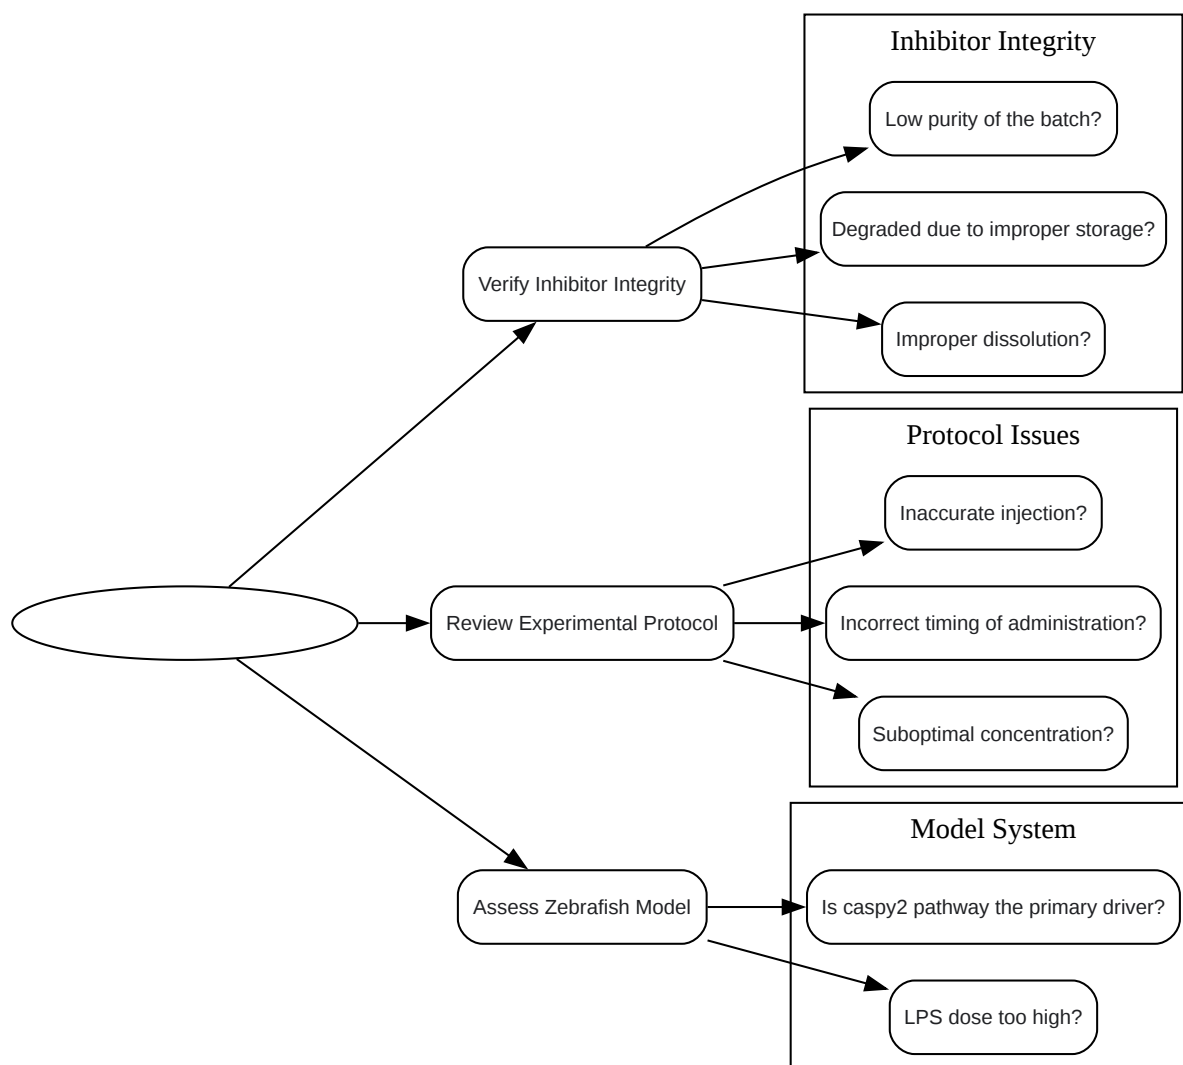 Inhibitor Integrity
Low purity of the batch?
Degraded due to improper storage?
Verify Inhibitor Integrity
Improper dissolution?
Protocol Issues
Inaccurate injection?
Review Experimental Protocol
Incorrect timing of administration?
Suboptimal concentration?
Model System
Assess Zebrafish Model
Is caspy2 pathway the primary driver?
LPS dose too high?